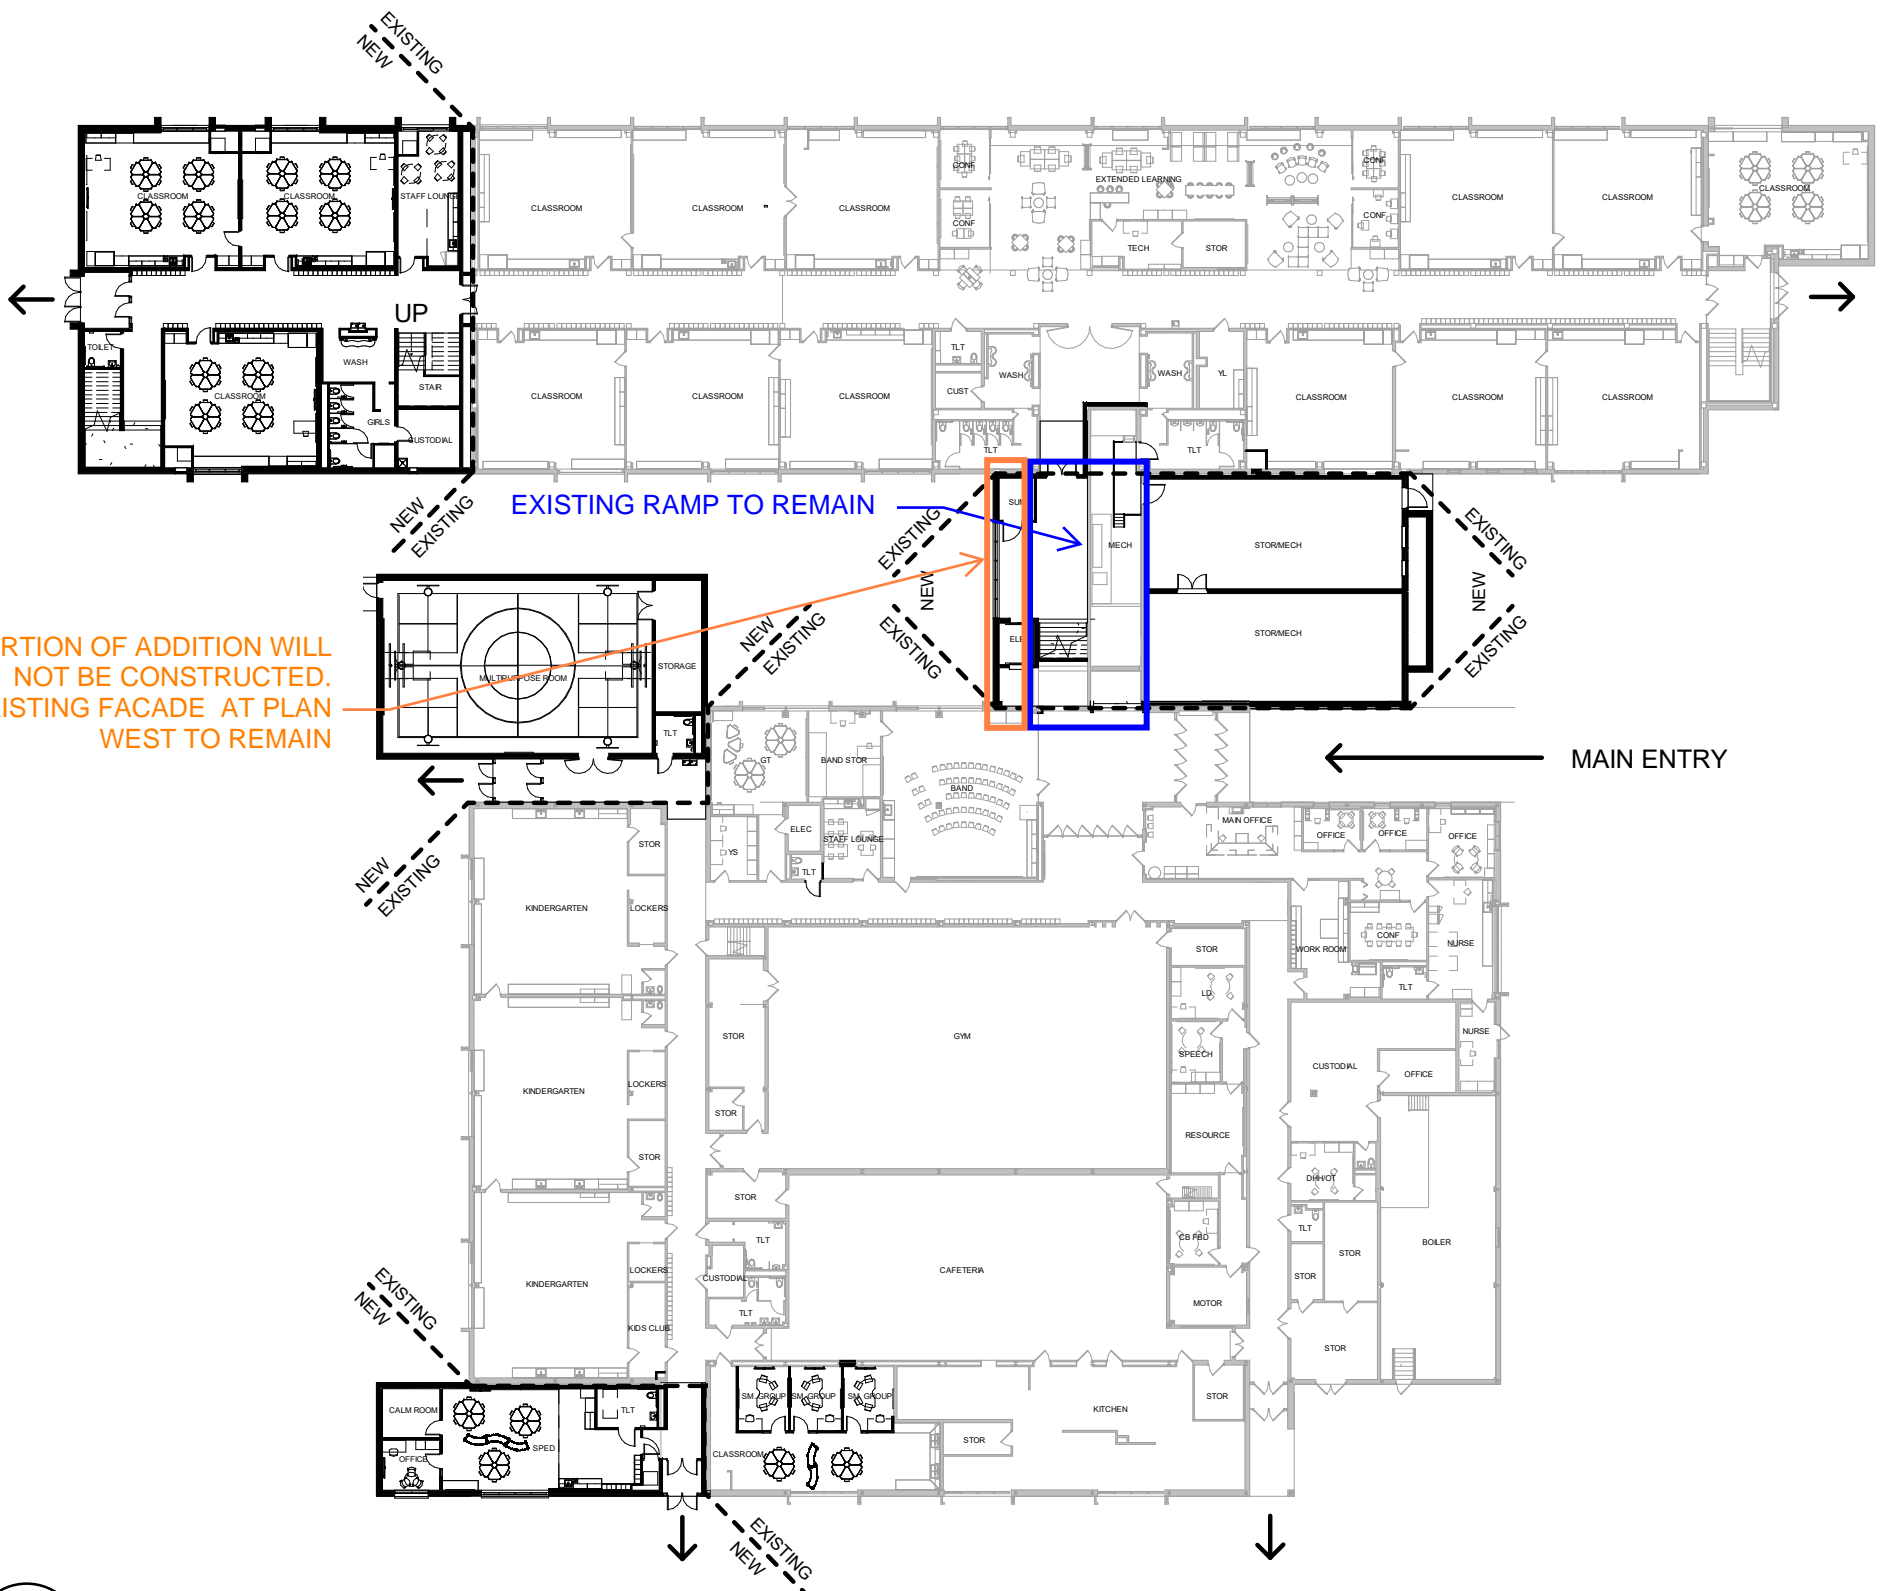 EXISTING
NEW
CLASSROOM
CLASSROOM
STAFF LOUNGE
CLASSROOM
CLASSROOM
CLASSROOM
CONF
CONF
EXTENDED LEARNING
TECH
STOR
CONF
CONF
CLASSROOM
CLASSROOM
CLASSROOM
UP
TOILET
CLASSROOM
WASH
GIRLS
STAIR
CUSTODIAL
CLASSROOM
CLASSROOM
CLASSROOM
TLT
CUST
WASH
TLT
WASH
YL
TLT
CLASSROOM
CLASSROOM
CLASSROOM
NEW
EXISTING
EXISTING RAMP TO REMAIN
EXISTING
NEW
EXISTING
MECH
STOR/MECH
STOR/MECH
EXISTING
NEW
EXISTING
RTION OF ADDITION WILL
NOT BE CONSTRUCTED.
ISTING FACADE AT PLAN
WEST TO REMAIN
MULTIPURPOSE ROOM
STORAGE
TLT
NEW
EXISTING
MAIN ENTRY
GT
BAND STOR
BAND
YS
ELEC
STAFF LOUNGE
TLT
MAIN OFFICE
OFFICE
OFFICE
OFFICE
WORK ROOM
CONF
NURSE
TLT
NURSE
NEW
EXISTING
KINDERGARTEN
STOR
LOCKERS
KINDERGARTEN
LOCKERS
STOR
KINDERGARTEN
LOCKERS
KIDS CLUB
STOR
STOR
GYM
STOR
LD
SPEECH
RESOURCE
CUSTODIAL
OFFICE
DHH/OT
TLT
STOR
STOR
STOR
BOILER
STOR
TLT
CUSTODIAL
TLT
CAFETERIA
CB FBD
MOTOR
EXISTING
NEW
CALM ROOM
OFFICE
SPED
TLT
SM. GROUP
SM. GROUP
SM. GROUP
CLASSROOM
STOR
KITCHEN
STOR
EXISTING
NEW